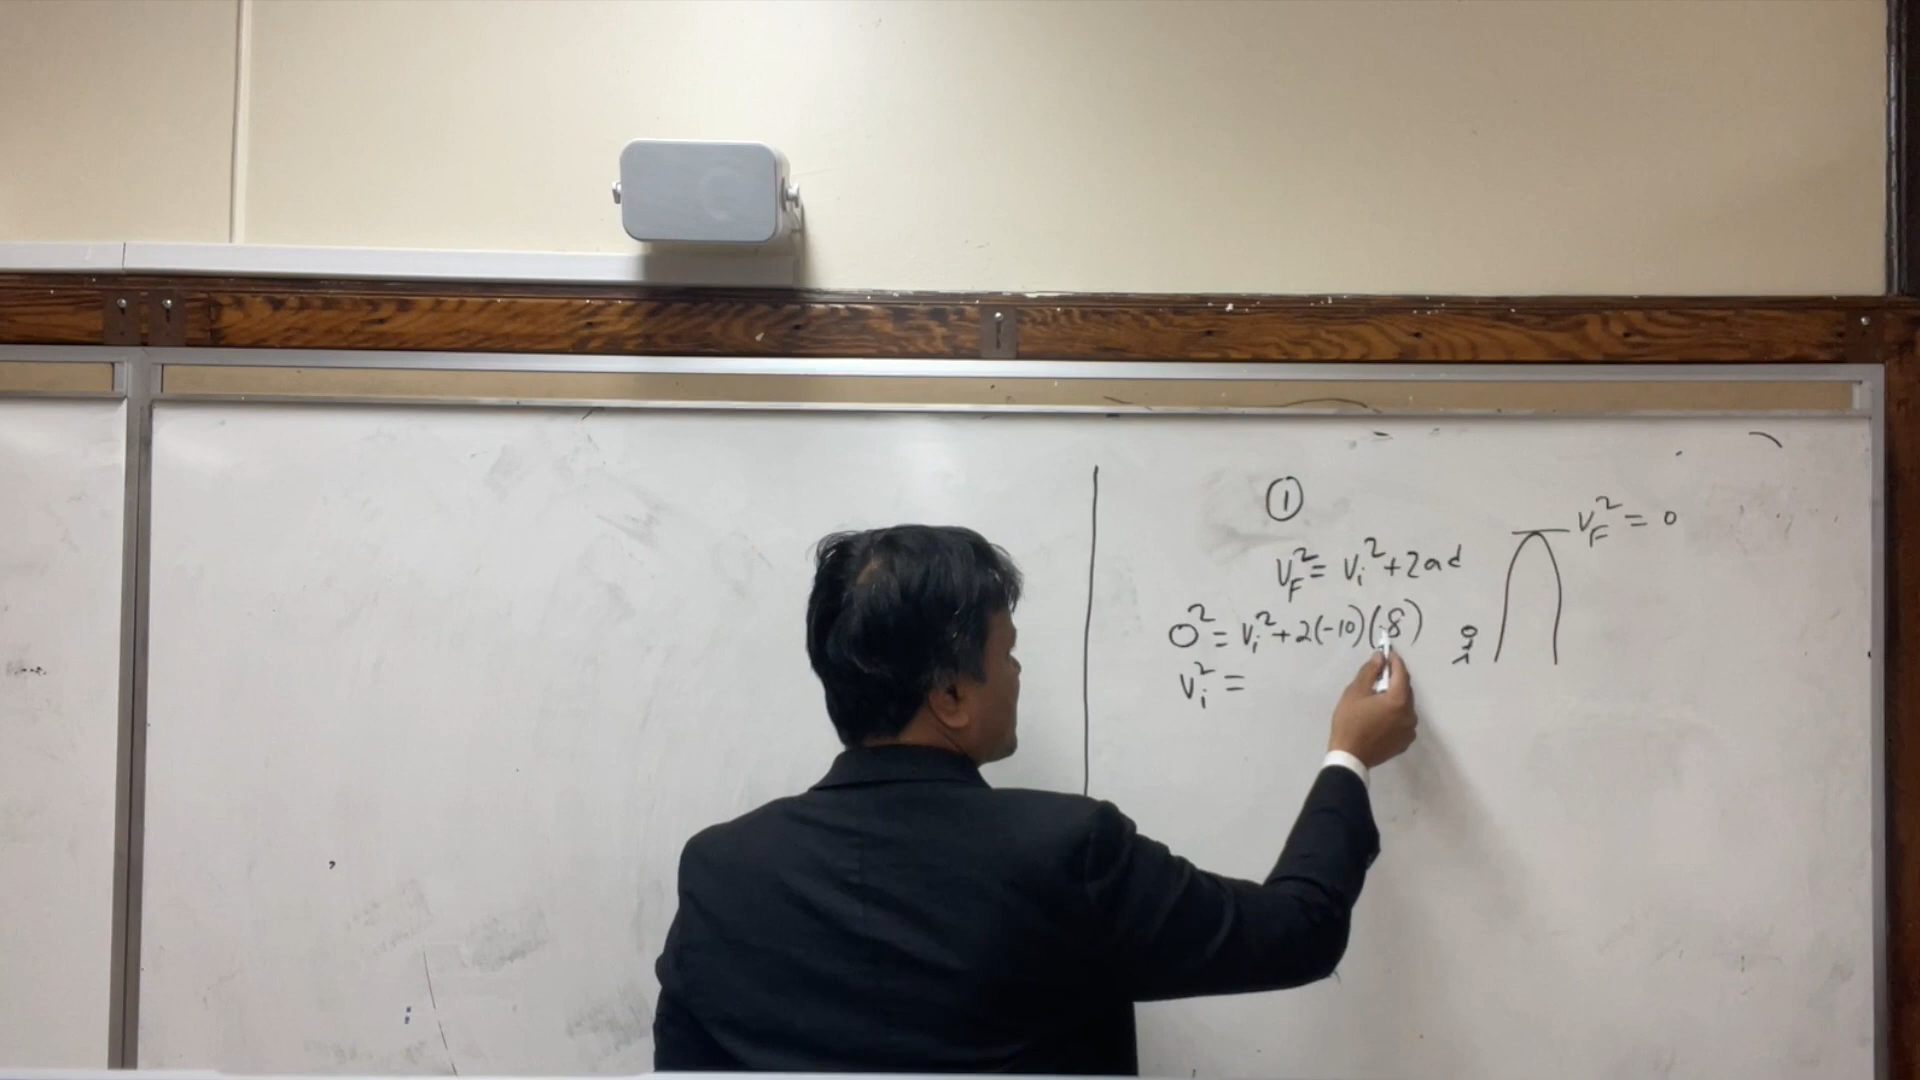 ①
V_F² = V_i² + 2ad
V_F² = 0
0² = V_i² + 2(-10)(.8)
V_i² =